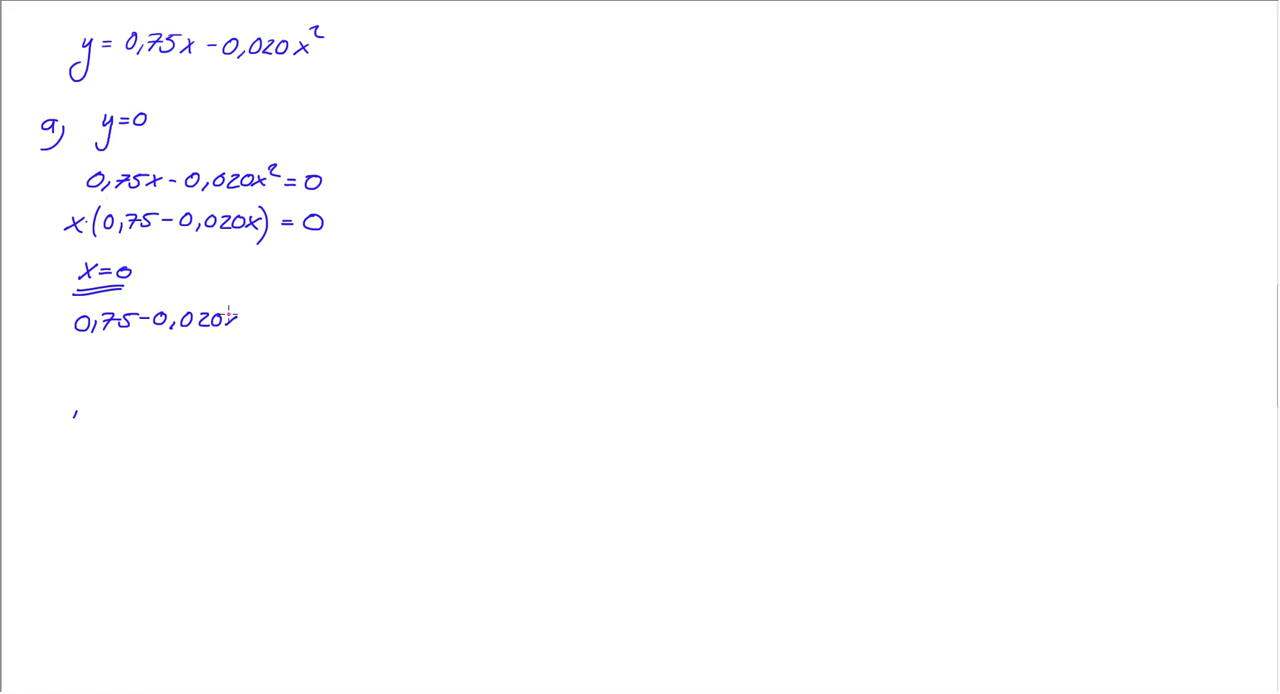 y = 0,75x - 0,020x²
a) y=0
0,75x - 0,020x² = 0
x·(0,75 - 0,020x) = 0
x=0
0,75-0,020x